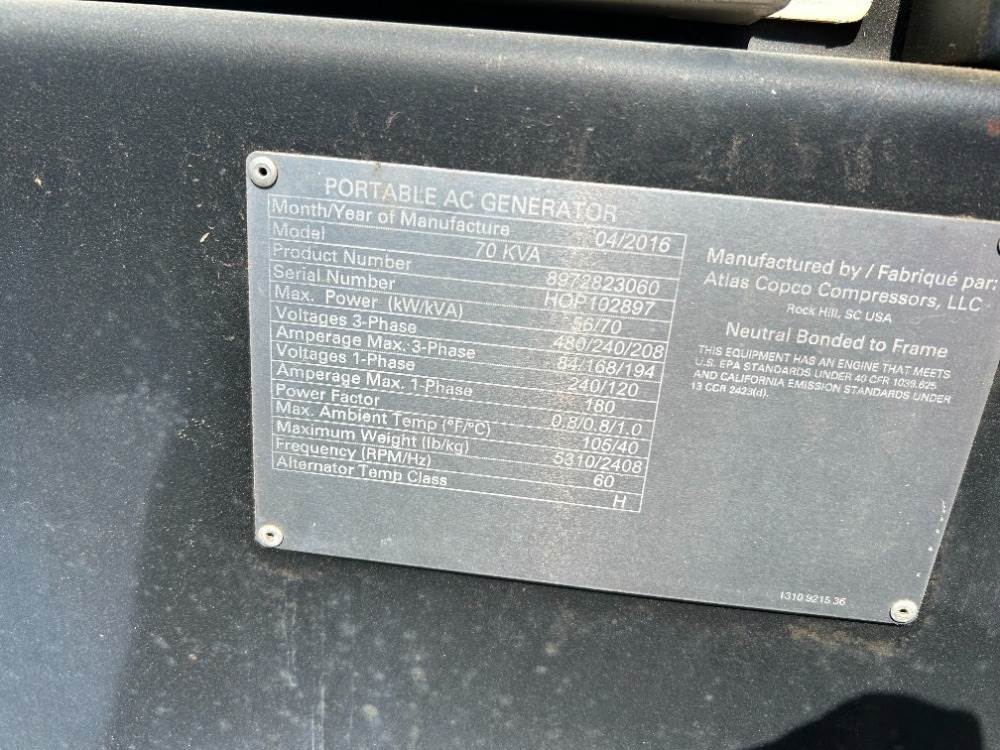 PORTABLE AC GENERATOR
Month/Year of Manufacture 04/2016
Model 70 KVA
Product Number 8972823060
Serial Number HOP102897
Max. Power (kW/kVA) 56/70
Voltages 3-Phase 480/240/208
Amperage Max. 3-Phase 84/168/194
Voltages 1-Phase 240/120
Amperage Max. 1-Phase 180
Power Factor 0.8/0.8/1.0
Max. Ambient Temp (°F/°C) 105/40
Maximum Weight (lb/kg) 5310/2408
Frequency (RPM/Hz) 60
Alternator Temp Class H
Manufactured by / Fabriqué par:
Atlas Copco Compressors, LLC
Rock Hill, SC USA
Neutral Bonded to Frame
THIS EQUIPMENT HAS AN ENGINE THAT MEETS
U.S. EPA STANDARDS UNDER 40 CFR 1039.625
AND CALIFORNIA EMISSION STANDARDS UNDER
13 CCR 2423(d).
1310 9215 36